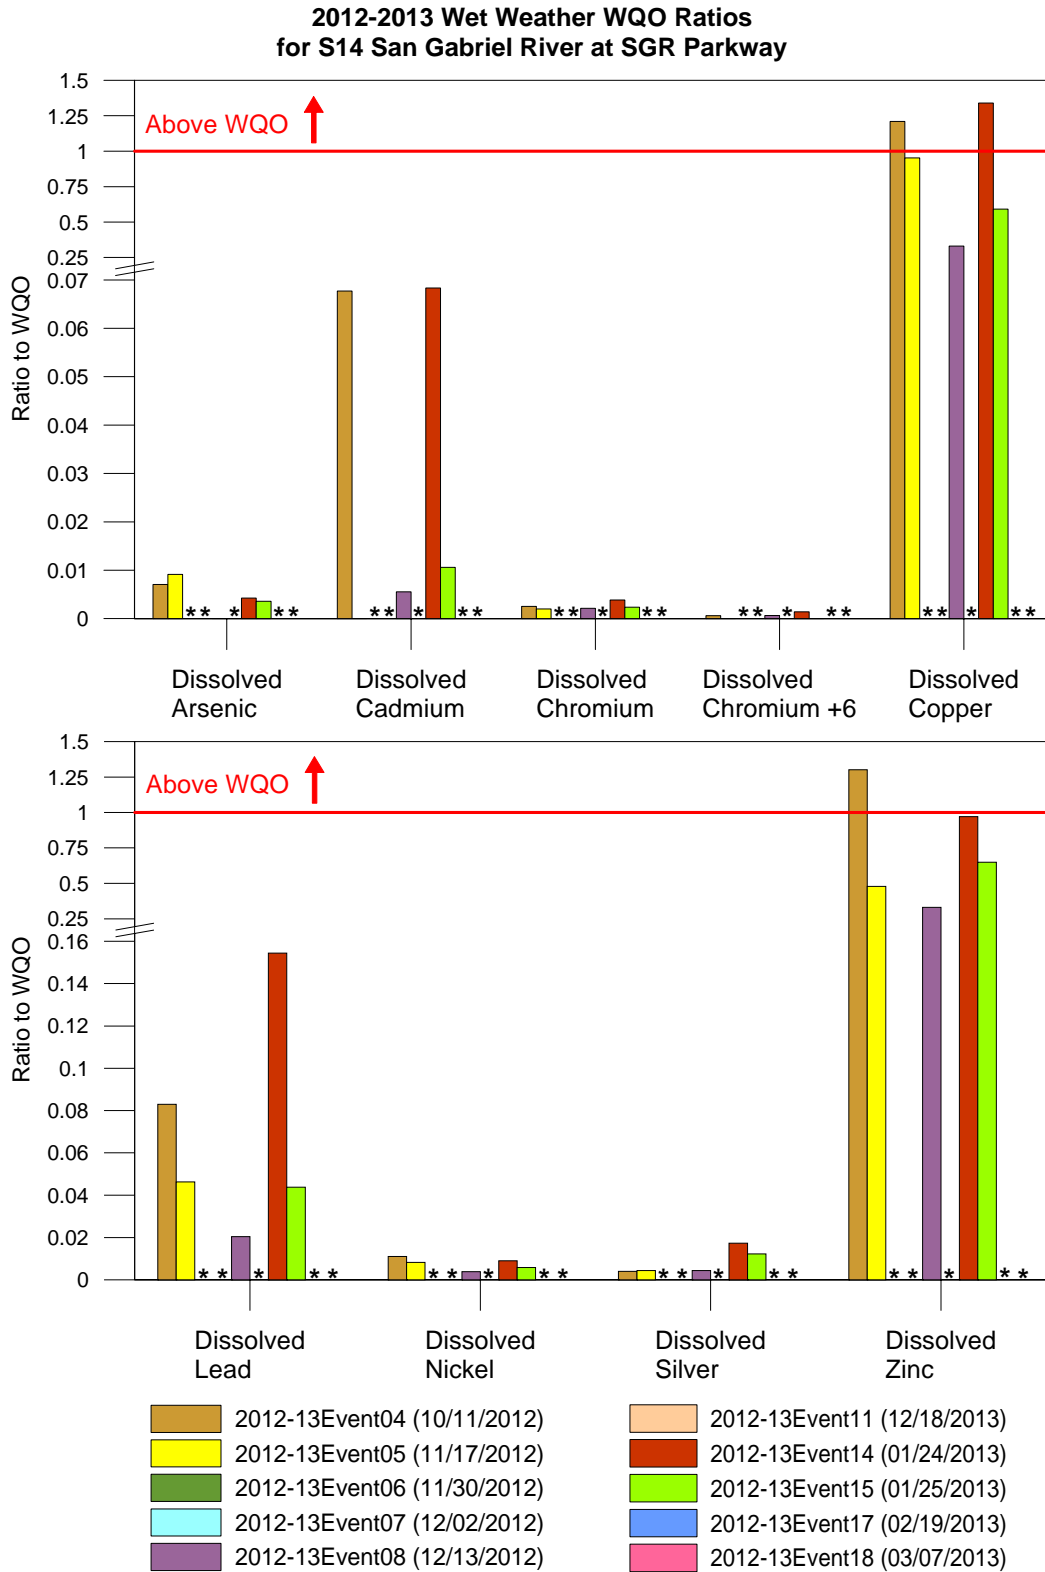 2012-2013 Wet Weather WQO Ratios
for S14 San Gabriel River at SGR Parkway
1.5
1.25
1
0.75
0.5
0.25
0.07
0.06
0.05
0.04
0.03
0.02
0.01
0
Ratio to WQO
Above WQO
* * * * *
* * * * *
* * * * *
* * * * *
* * * * *
Dissolved Arsenic
Dissolved Cadmium
Dissolved Chromium
Dissolved Chromium +6
Dissolved Copper
1.5
1.25
1
0.75
0.5
0.25
0.16
0.14
0.12
0.1
0.08
0.06
0.04
0.02
0
Ratio to WQO
Above WQO
* * * * *
* * * * *
* * * * *
* * * * *
Dissolved Lead
Dissolved Nickel
Dissolved Silver
Dissolved Zinc
2012-13Event04 (10/11/2012)
2012-13Event05 (11/17/2012)
2012-13Event06 (11/30/2012)
2012-13Event07 (12/02/2012)
2012-13Event08 (12/13/2012)
2012-13Event11 (12/18/2013)
2012-13Event14 (01/24/2013)
2012-13Event15 (01/25/2013)
2012-13Event17 (02/19/2013)
2012-13Event18 (03/07/2013)